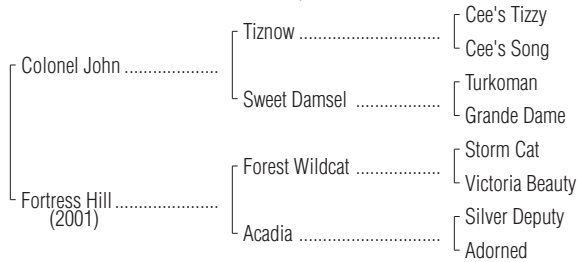 Cee's Tizzy
Tiznow ........................
Cee's Song
Colonel John ....................
Turkoman
Sweet Damsel ..................
Grande Dame
Storm Cat
Forest Wildcat ..................
Victoria Beauty
Fortress Hill ......................
(2001)
Silver Deputy
Acadia ..............................
Adorned